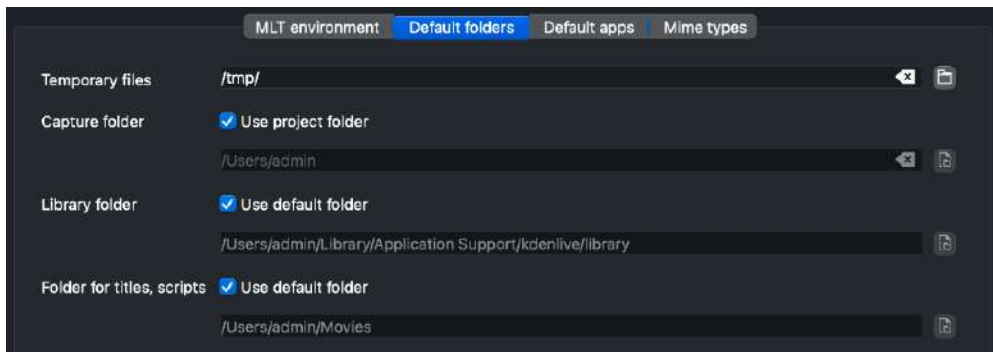 MLT environment Default folders Default apps Mime types
Temporary files /tmp/
Capture folder Use project folder
/Users/admin
Library folder Use default folder
/Users/admin/Library/Application Support/kdenlive/library
Folder for titles, scripts Use default folder
/Users/admin/Movies